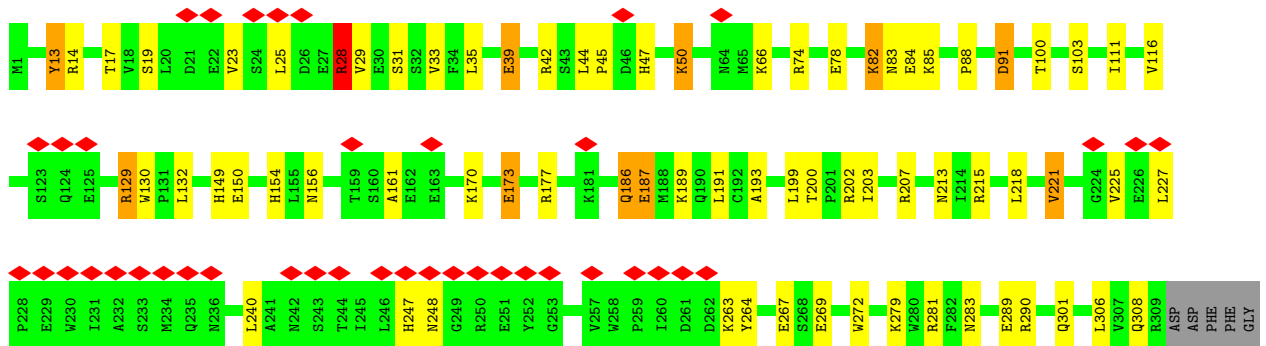 M1 Y13 R14 T17 V18 S19 L20 D21 E22 V23 S24 L25 D26 E27 R28 V29 E30 S31 S32 V33 F34 L35 E39 R42 S43 L44 P45 D46 H47 K50 N64 M65 K66 R74 E78 K82 N83 E84 K85 P88 D91 T100 S103 I111 V116
S123 Q124 E125 R129 W130 P131 L132 H149 E150 H154 L155 N156 T159 S160 A161 E162 E163 K170 E173 R177 K181 Q186 E187 M188 K189 Q190 L191 C192 A193 L199 T200 P201 R202 I203 R207 N213 I214 R215 L218 V221 G224 V225 E226 L227
P228 E229 W230 I231 A232 S233 M234 Q235 N236 L240 A241 N242 S243 T244 I245 L246 H247 N248 G249 R250 E251 Y252 G253 V257 W258 P259 I260 D261 D262 K263 Y264 E267 S268 E269 W272 K279 W280 R281 F282 N283 E289 R290 Q301 L306 V307 Q308 R309 ASP ASP PHE PHE GLY